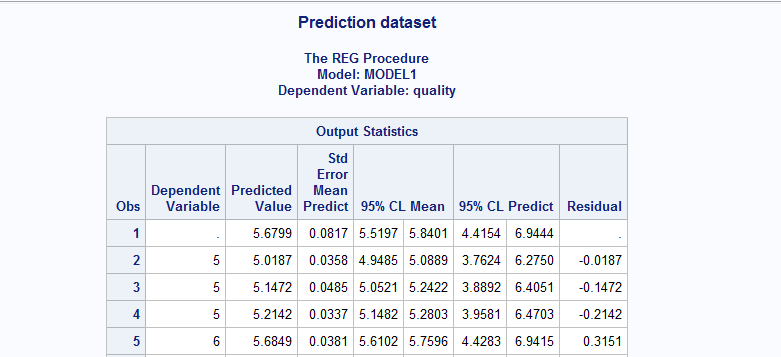 Prediction dataset
The REG Procedure
Model: MODEL1
Dependent Variable: quality
Output Statistics
Obs Dependent Variable Predicted Value Std Error Mean Predict 95% CL Mean 95% CL Predict Residual
1 . 5.6799 0.0817 5.5197 5.8401 4.4154 6.9444 .
2 5 5.0187 0.0358 4.9485 5.0889 3.7624 6.2750 -0.0187
3 5 5.1472 0.0485 5.0521 5.2422 3.8892 6.4051 -0.1472
4 5 5.2142 0.0337 5.1482 5.2803 3.9581 6.4703 -0.2142
5 6 5.6849 0.0381 5.6102 5.7596 4.4283 6.9415 0.3151